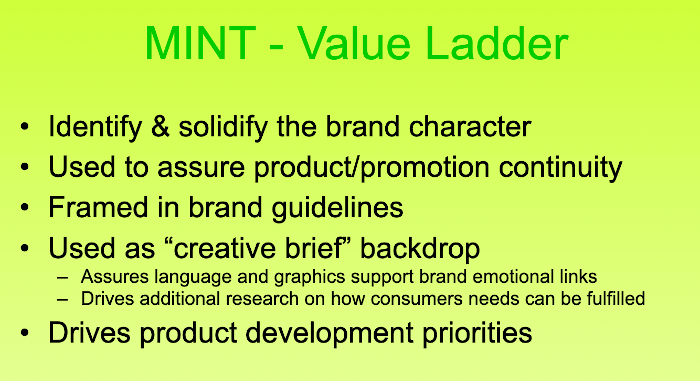 MINT - Value Ladder
• Identify & solidify the brand character
• Used to assure product/promotion continuity
• Framed in brand guidelines
• Used as “creative brief” backdrop
– Assures language and graphics support brand emotional links
– Drives additional research on how consumers needs can be fulfilled
• Drives product development priorities